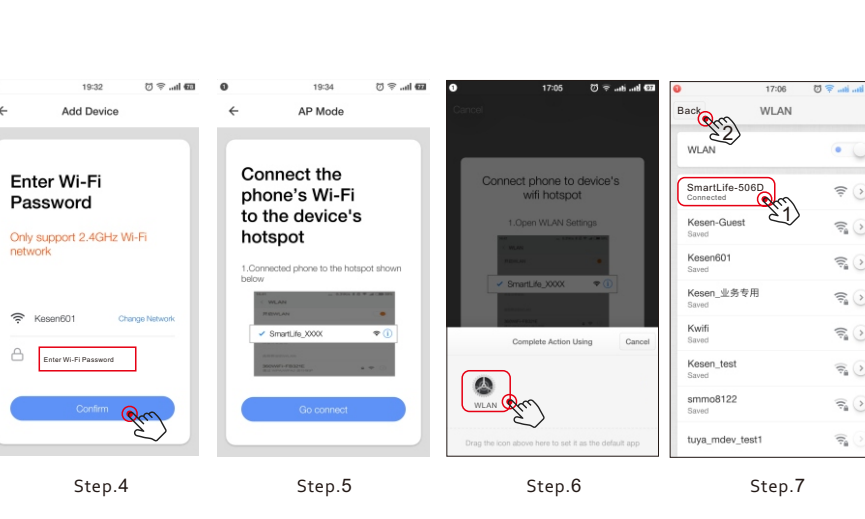 19:32
78
Add Device
Enter Wi-Fi
Password
Only support 2.4GHz Wi-Fi
network
Kesen601
Change Network
Enter Wi-Fi Password
Confirm
Step.4
19:34
77
AP Mode
Connect the
phone's Wi-Fi
to the device's
hotspot
1.Connected phone to the hotspot shown
below
SmartLife_XXXX
Go connect
Step.5
17:05
Cancel
Connect phone to device's
wifi hotspot
1.Open WLAN Settings
SmartLife_XXXX
Complete Action Using
Cancel
WLAN
Drag the icon above here to set it as the default app
Step.6
17:06
Back
2
WLAN
WLAN
SmartLife-506D
Connected
1
Kesen-Guest
Saved
Kesen601
Saved
Kesen_业务专用
Saved
Kwifi
Saved
Kesen_test
Saved
smmo8122
Saved
tuya_mdev_test1
Step.7